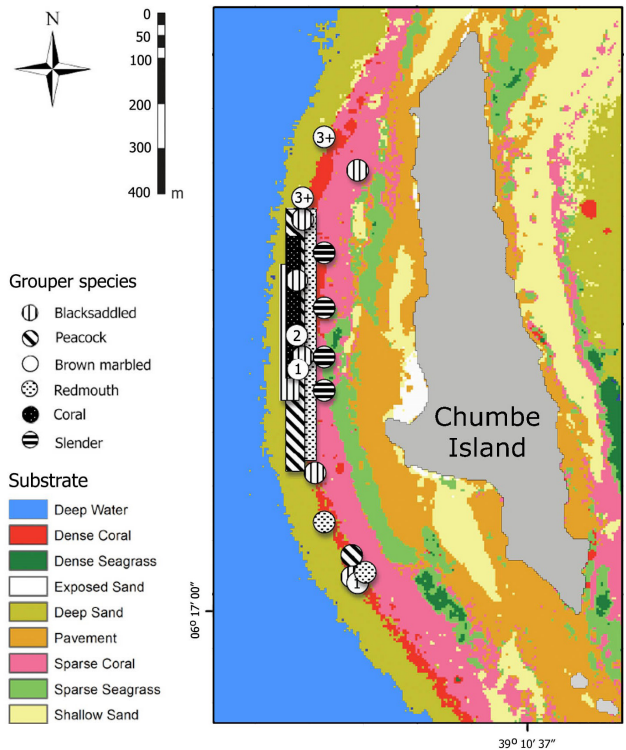 N
0
50
100
200
300
400 m
Grouper species
Blacksaddled
Peacock
Brown marbled
Redmouth
Coral
Slender
Substrate
Deep Water
Dense Coral
Dense Seagrass
Exposed Sand
Deep Sand
Pavement
Sparse Coral
Sparse Seagrass
Shallow Sand
3+
3+
2
1
1
Chumbe
Island
06º 17' 00"
39º 10' 37"